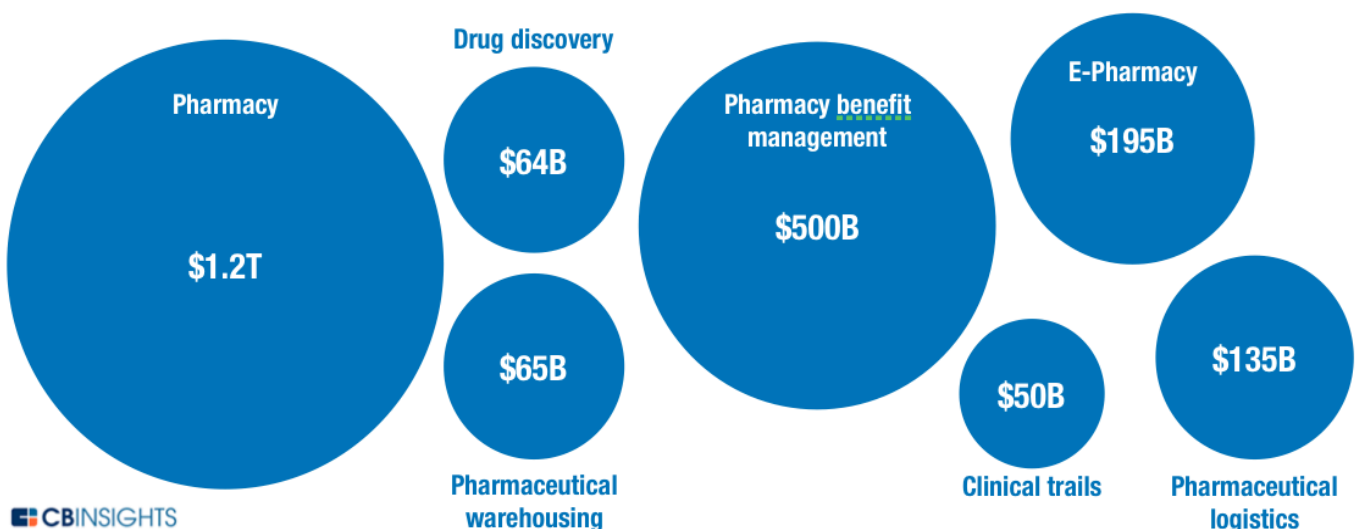 Pharmacy
$1.2T
Drug discovery
$64B
$65B
Pharmaceutical
warehousing
Pharmacy benefit
management
$500B
E-Pharmacy
$195B
$50B
Clinical trails
$135B
Pharmaceutical
logistics
CBINSIGHTS